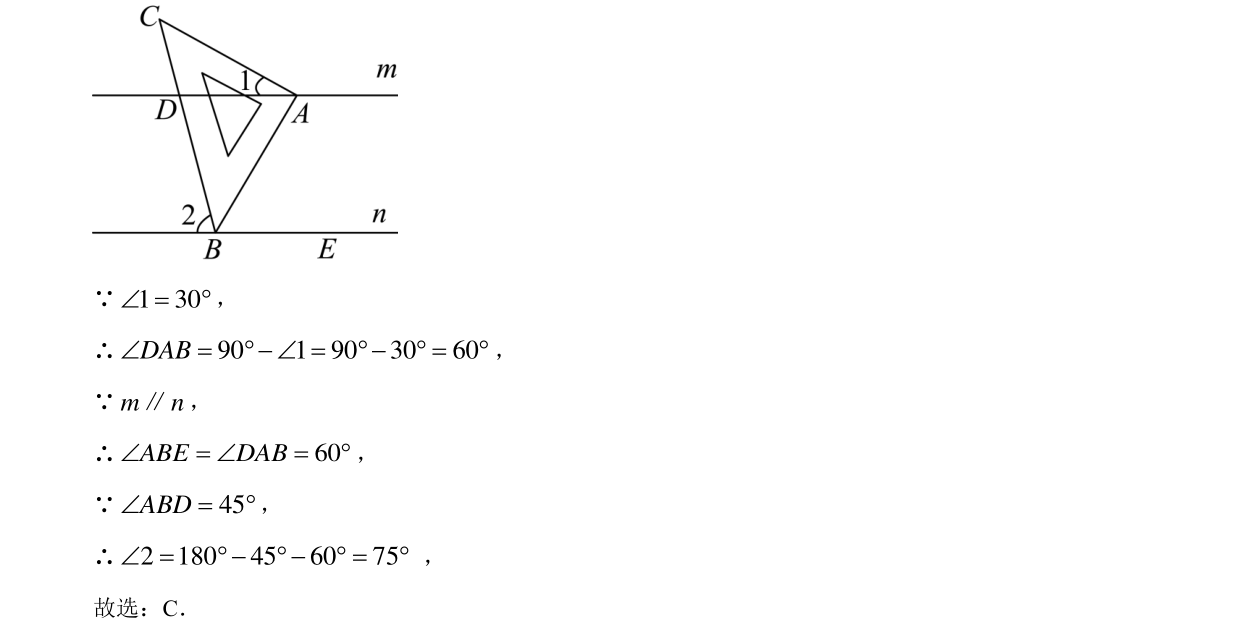 C
1
m
D
A
2
n
B
E
∵ ∠1 = 30°，
∴ ∠DAB = 90° − ∠1 = 90° − 30° = 60°，
∵ m // n，
∴ ∠ABE = ∠DAB = 60°，
∵ ∠ABD = 45°，
∴ ∠2 = 180° − 45° − 60° = 75° ，
故选：C．